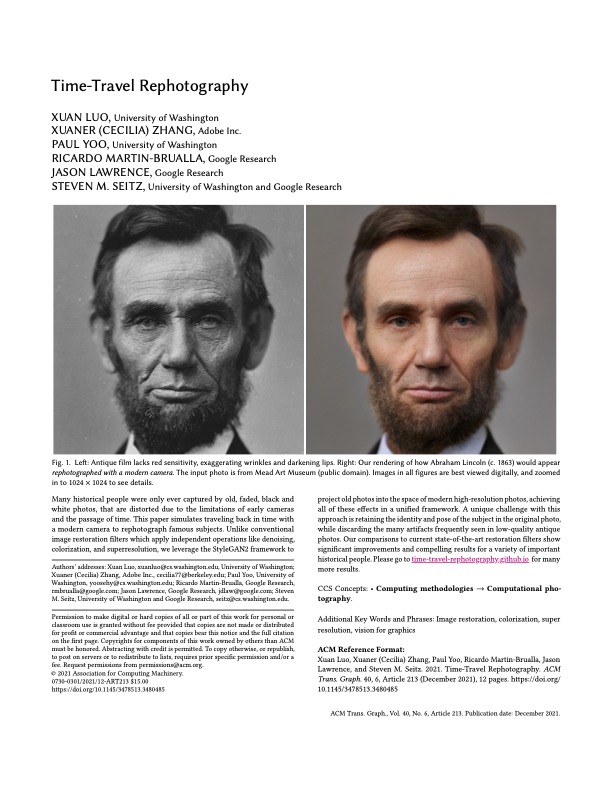 Time-Travel Rephotography
XUAN LUO, University of Washington
XUANER (CECILIA) ZHANG, Adobe Inc.
PAUL YOO, University of Washington
RICARDO MARTIN-BRUALLA, Google Research
JASON LAWRENCE, Google Research
STEVEN M. SEITZ, University of Washington and Google Research
Fig. 1. Left: Antique film lacks red sensitivity, exaggerating wrinkles and darkening lips. Right: Our rendering of how Abraham Lincoln (c. 1863) would appear
rephotographed with a modern camera. The input photo is from Mead Art Museum (public domain). Images in all figures are best viewed digitally, and zoomed
in to 1024 × 1024 to see details.
Many historical people were only ever captured by old, faded, black and
white photos, that are distorted due to the limitations of early cameras
and the passage of time. This paper simulates traveling back in time with
a modern camera to rephotograph famous subjects. Unlike conventional
image restoration filters which apply independent operations like denoising,
colorization, and superresolution, we leverage the StyleGAN2 framework to
Authors' addresses: Xuan Luo, xuanluo@cs.washington.edu, University of Washington;
Xuaner (Cecilia) Zhang, Adobe Inc., cecilia77@berkeley.edu; Paul Yoo, University of
Washington, yoosehy@cs.washington.edu; Ricardo Martin-Brualla, Google Research,
rmbrualla@google.com; Jason Lawrence, Google Research, jdlaw@google.com; Steven
M. Seitz, University of Washington and Google Research, seitz@cs.washington.edu.
Permission to make digital or hard copies of all or part of this work for personal or
classroom use is granted without fee provided that copies are not made or distributed
for profit or commercial advantage and that copies bear this notice and the full citation
on the first page. Copyrights for components of this work owned by others than ACM
must be honored. Abstracting with credit is permitted. To copy otherwise, or republish,
to post on servers or to redistribute to lists, requires prior specific permission and/or a
fee. Request permissions from permissions@acm.org.
© 2021 Association for Computing Machinery.
0730-0301/2021/12-ART213 $15.00
https://doi.org/10.1145/3478513.3480485
project old photos into the space of modern high-resolution photos, achieving
all of these effects in a unified framework. A unique challenge with this
approach is retaining the identity and pose of the subject in the original photo,
while discarding the many artifacts frequently seen in low-quality antique
photos. Our comparisons to current state-of-the-art restoration filters show
significant improvements and compelling results for a variety of important
historical people. Please go to time-travel-rephotography.github.io for many
more results.
CCS Concepts: • Computing methodologies → Computational pho-
tography.
Additional Key Words and Phrases: Image restoration, colorization, super
resolution, vision for graphics
ACM Reference Format:
Xuan Luo, Xuaner (Cecilia) Zhang, Paul Yoo, Ricardo Martin-Brualla, Jason
Lawrence, and Steven M. Seitz. 2021. Time-Travel Rephotography. ACM
Trans. Graph. 40, 6, Article 213 (December 2021), 12 pages. https://doi.org/
10.1145/3478513.3480485
ACM Trans. Graph., Vol. 40, No. 6, Article 213. Publication date: December 2021.